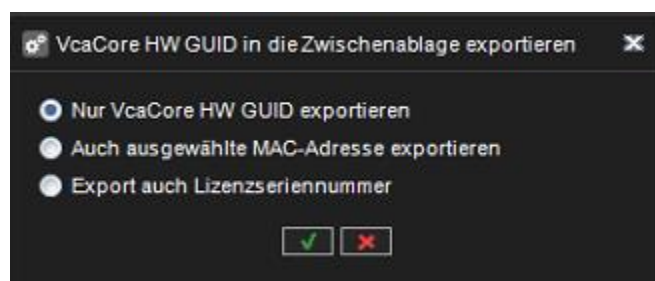 VcaCore HW GUID in die Zwischenablage exportieren
Nur VcaCore HW GUID exportieren
Auch ausgewählte MAC-Adresse exportieren
Export auch Lizenzseriennummer